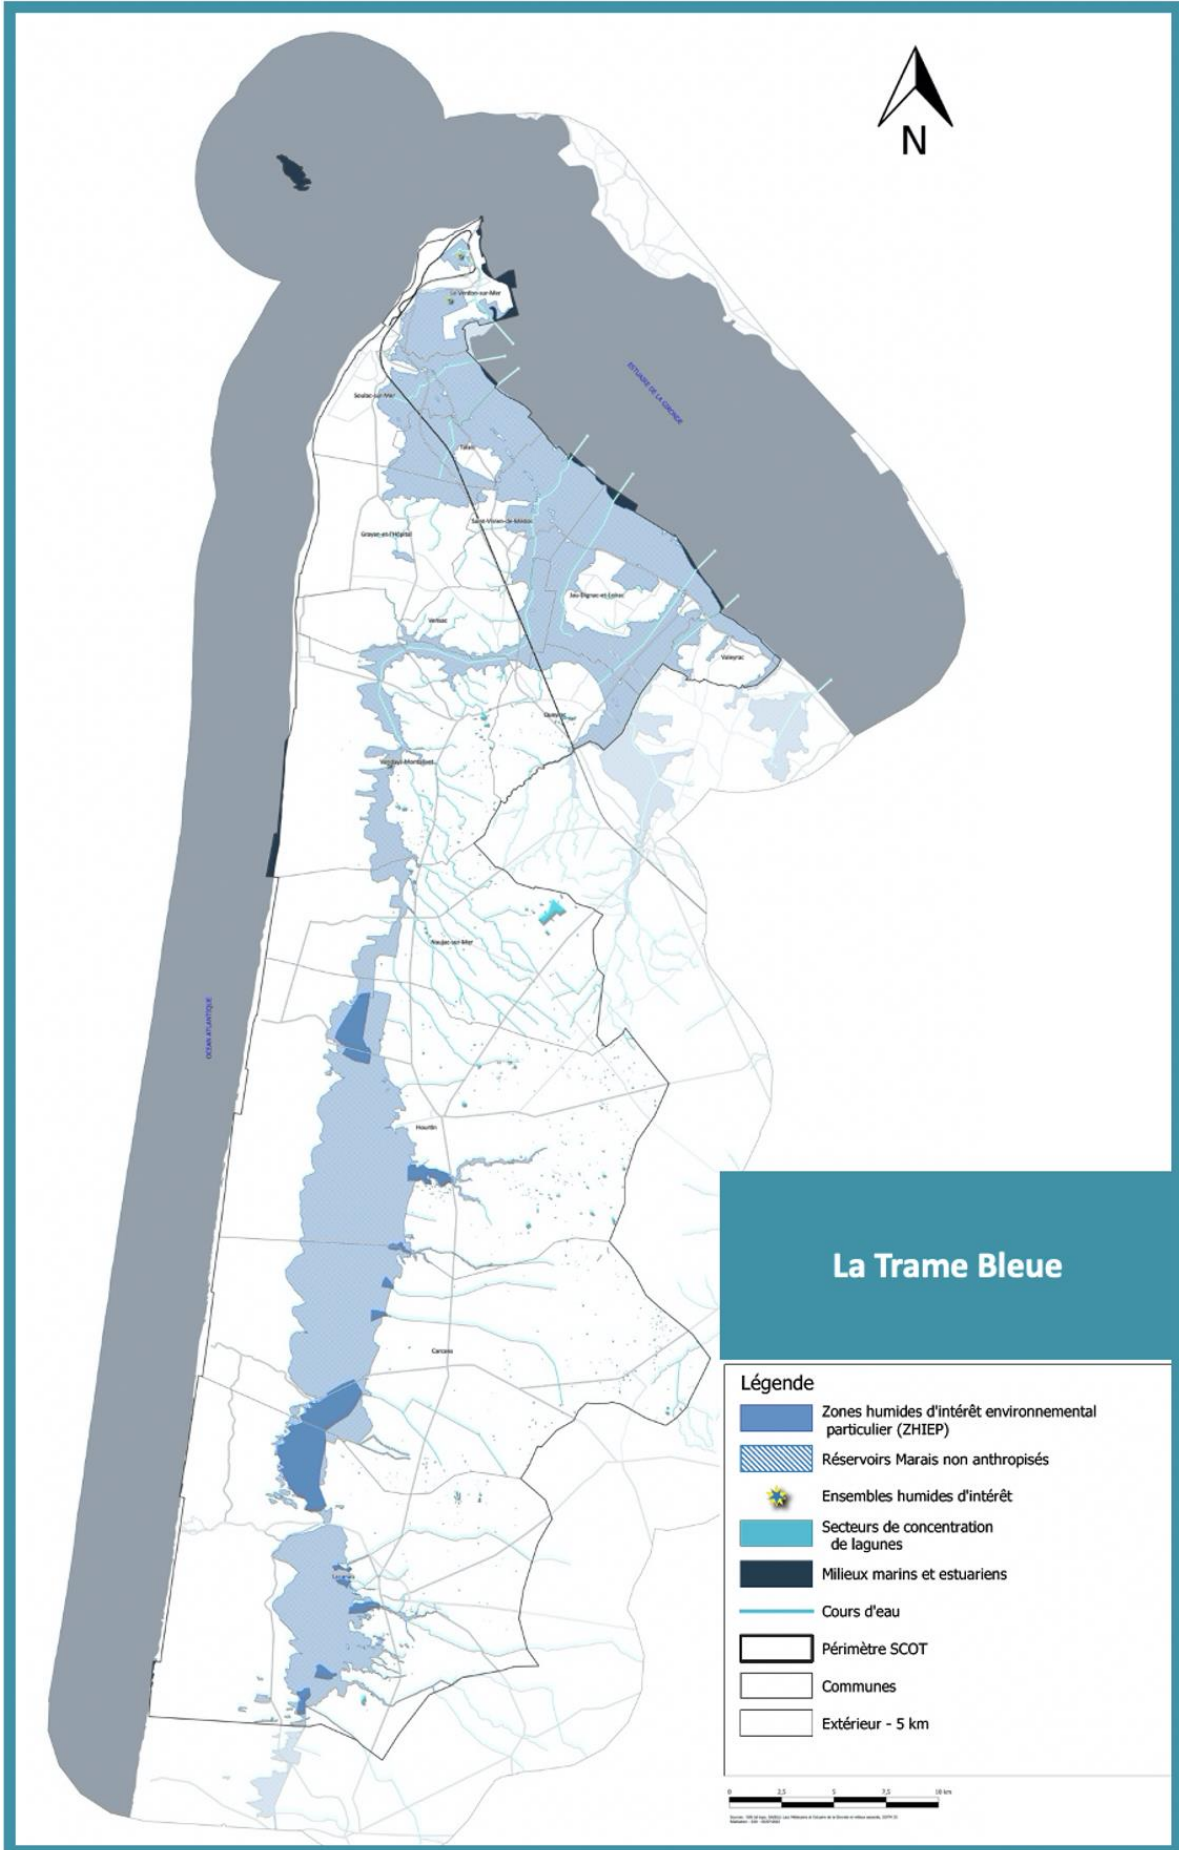 N
Le Verdon-sur-Mer
ESTUAIRE DE LA GIRONDE
Soulac-sur-Mer
Talais
Saint-Vivien-de-Médoc
Grayan-et-l'Hôpital
Jau-Dignac-et-Loirac
Vensac
Valeyrac
Queyrac
Vendays-Montalivet
Naujac-sur-Mer
OCEAN ATLANTIQUE
Hourtin
La Trame Bleue
Carcans
Légende
Zones humides d'intérêt environnemental
particulier (ZHIEP)
Réservoirs Marais non anthropisés
Ensembles humides d'intérêt
Secteurs de concentration
de lagunes
Lacanau
Milieux marins et estuariens
Cours d'eau
Périmètre SCOT
Communes
Extérieur - 5 km
0 2,5 5 7,5 10 km